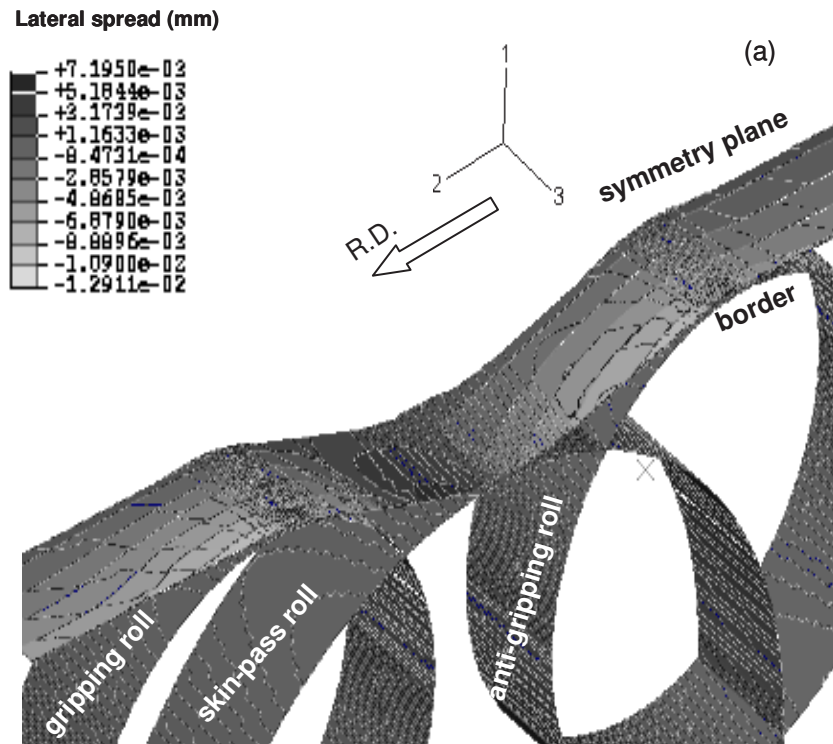 Lateral spread (mm)
(a)
+7.1950e-03
+5.1844e-03
+3.1739e-03
+1.1633e-03
-8.4731e-04
-2.8579e-03
-4.8685e-03
-6.8790e-03
-8.8896e-03
-1.0900e-02
-1.2911e-02
1
2
3
R.D.
symmetry plane
border
gripping roll
skin-pass roll
anti-gripping roll